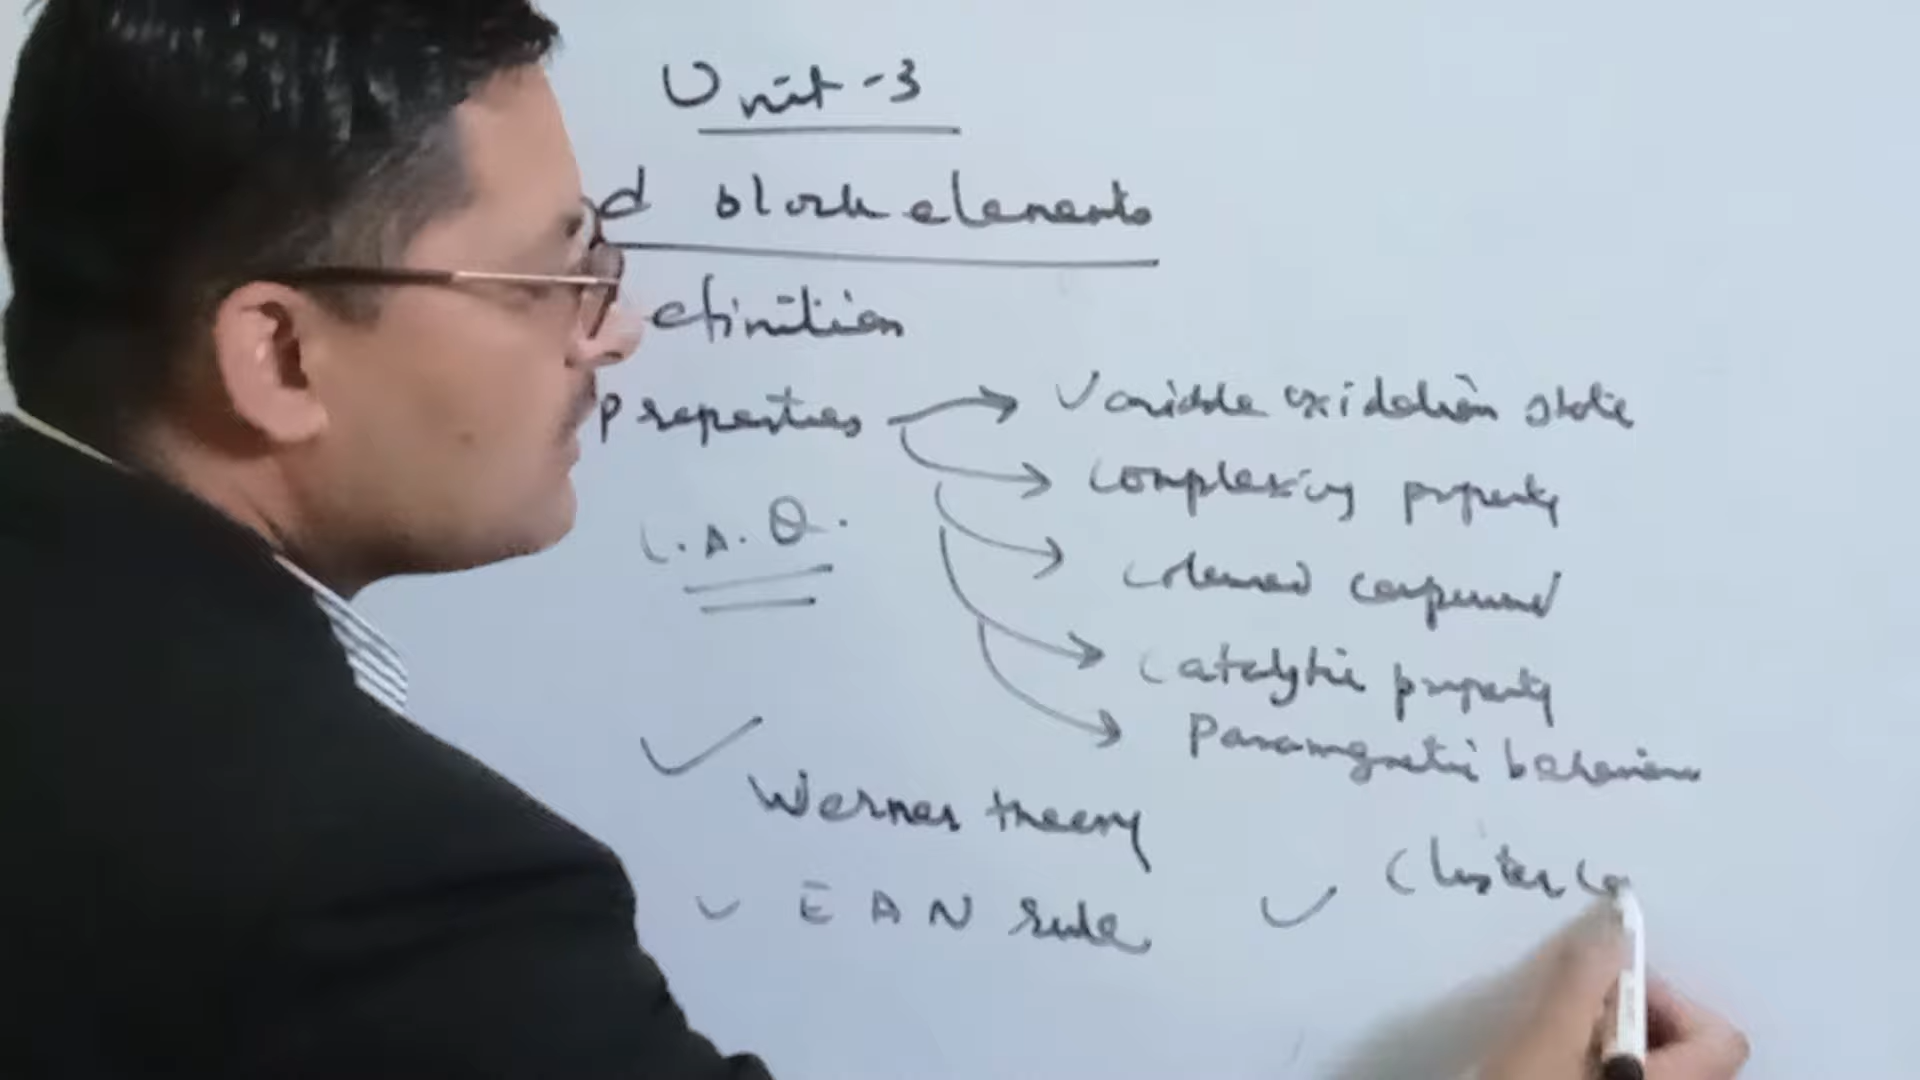 Unit-3
d block elements
efinition
Properties → Variable oxidation state
→ Complexing property
L.A.Q.
→ coloured compound
→ Catalytic property
→ Paramagnetic behaviour
✓ Werner theory
✓ EAN rule ✓ Cluster Co